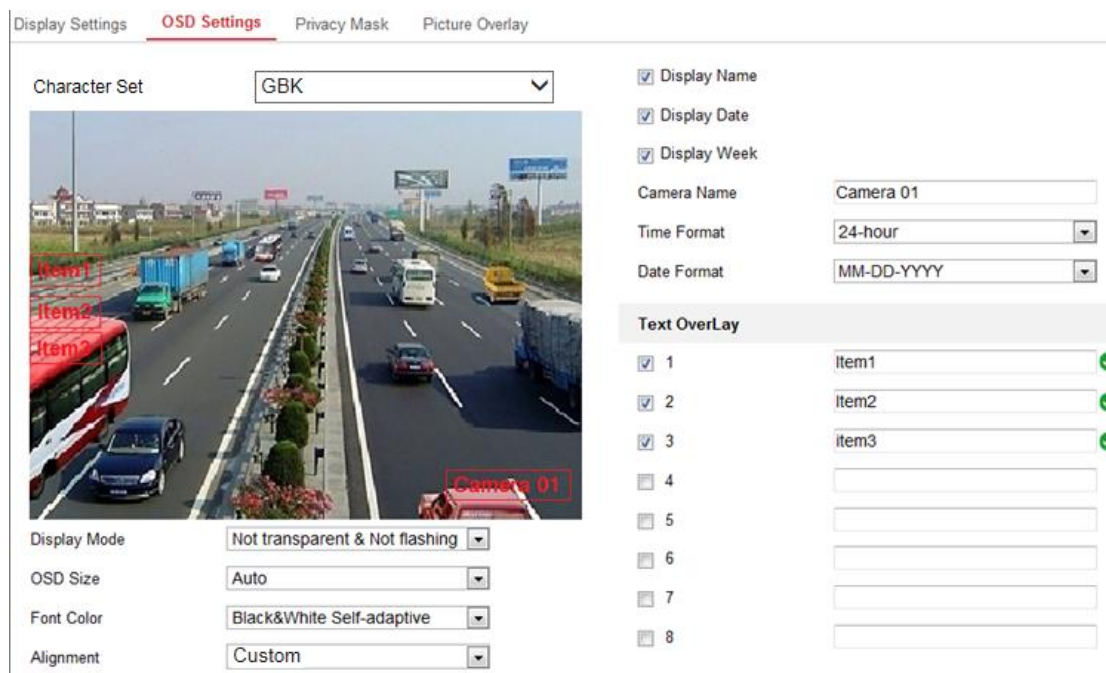 Display Settings OSD Settings Privacy Mask Picture Overlay
Character Set GBK
Item1
Item2
Item3
Camera 01
Display Mode Not transparent & Not flashing
OSD Size Auto
Font Color Black&White Self-adaptive
Alignment Custom
Display Name
Display Date
Display Week
Camera Name Camera 01
Time Format 24-hour
Date Format MM-DD-YYYY
Text OverLay
1 Item1
2 Item2
3 item3
4
5
6
7
8